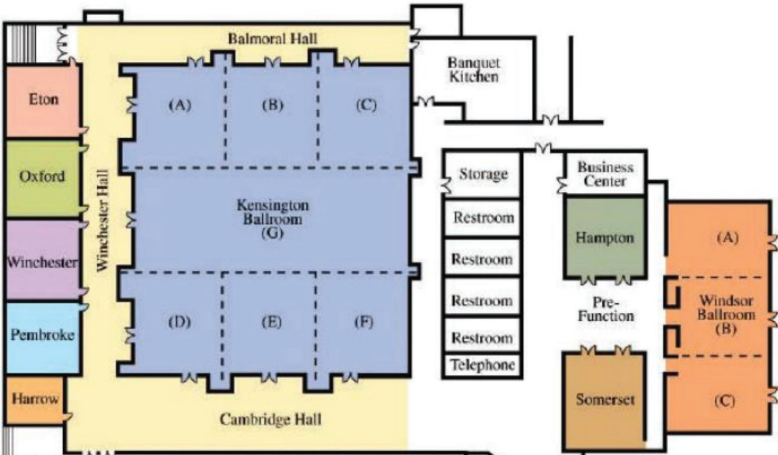 Balmoral Hall
Banquet
Kitchen
Eton
(A)
(B)
(C)
Oxford
Winchester Hall
Storage
Business
Center
Kensington
Ballroom
(G)
Restroom
Hampton
(A)
Winchester
Restroom
Pre-
Function
Windsor
Ballroom
(B)
Restroom
Pembroke
(D)
(E)
(F)
Restroom
Telephone
Harrow
Somerset
(C)
Cambridge Hall